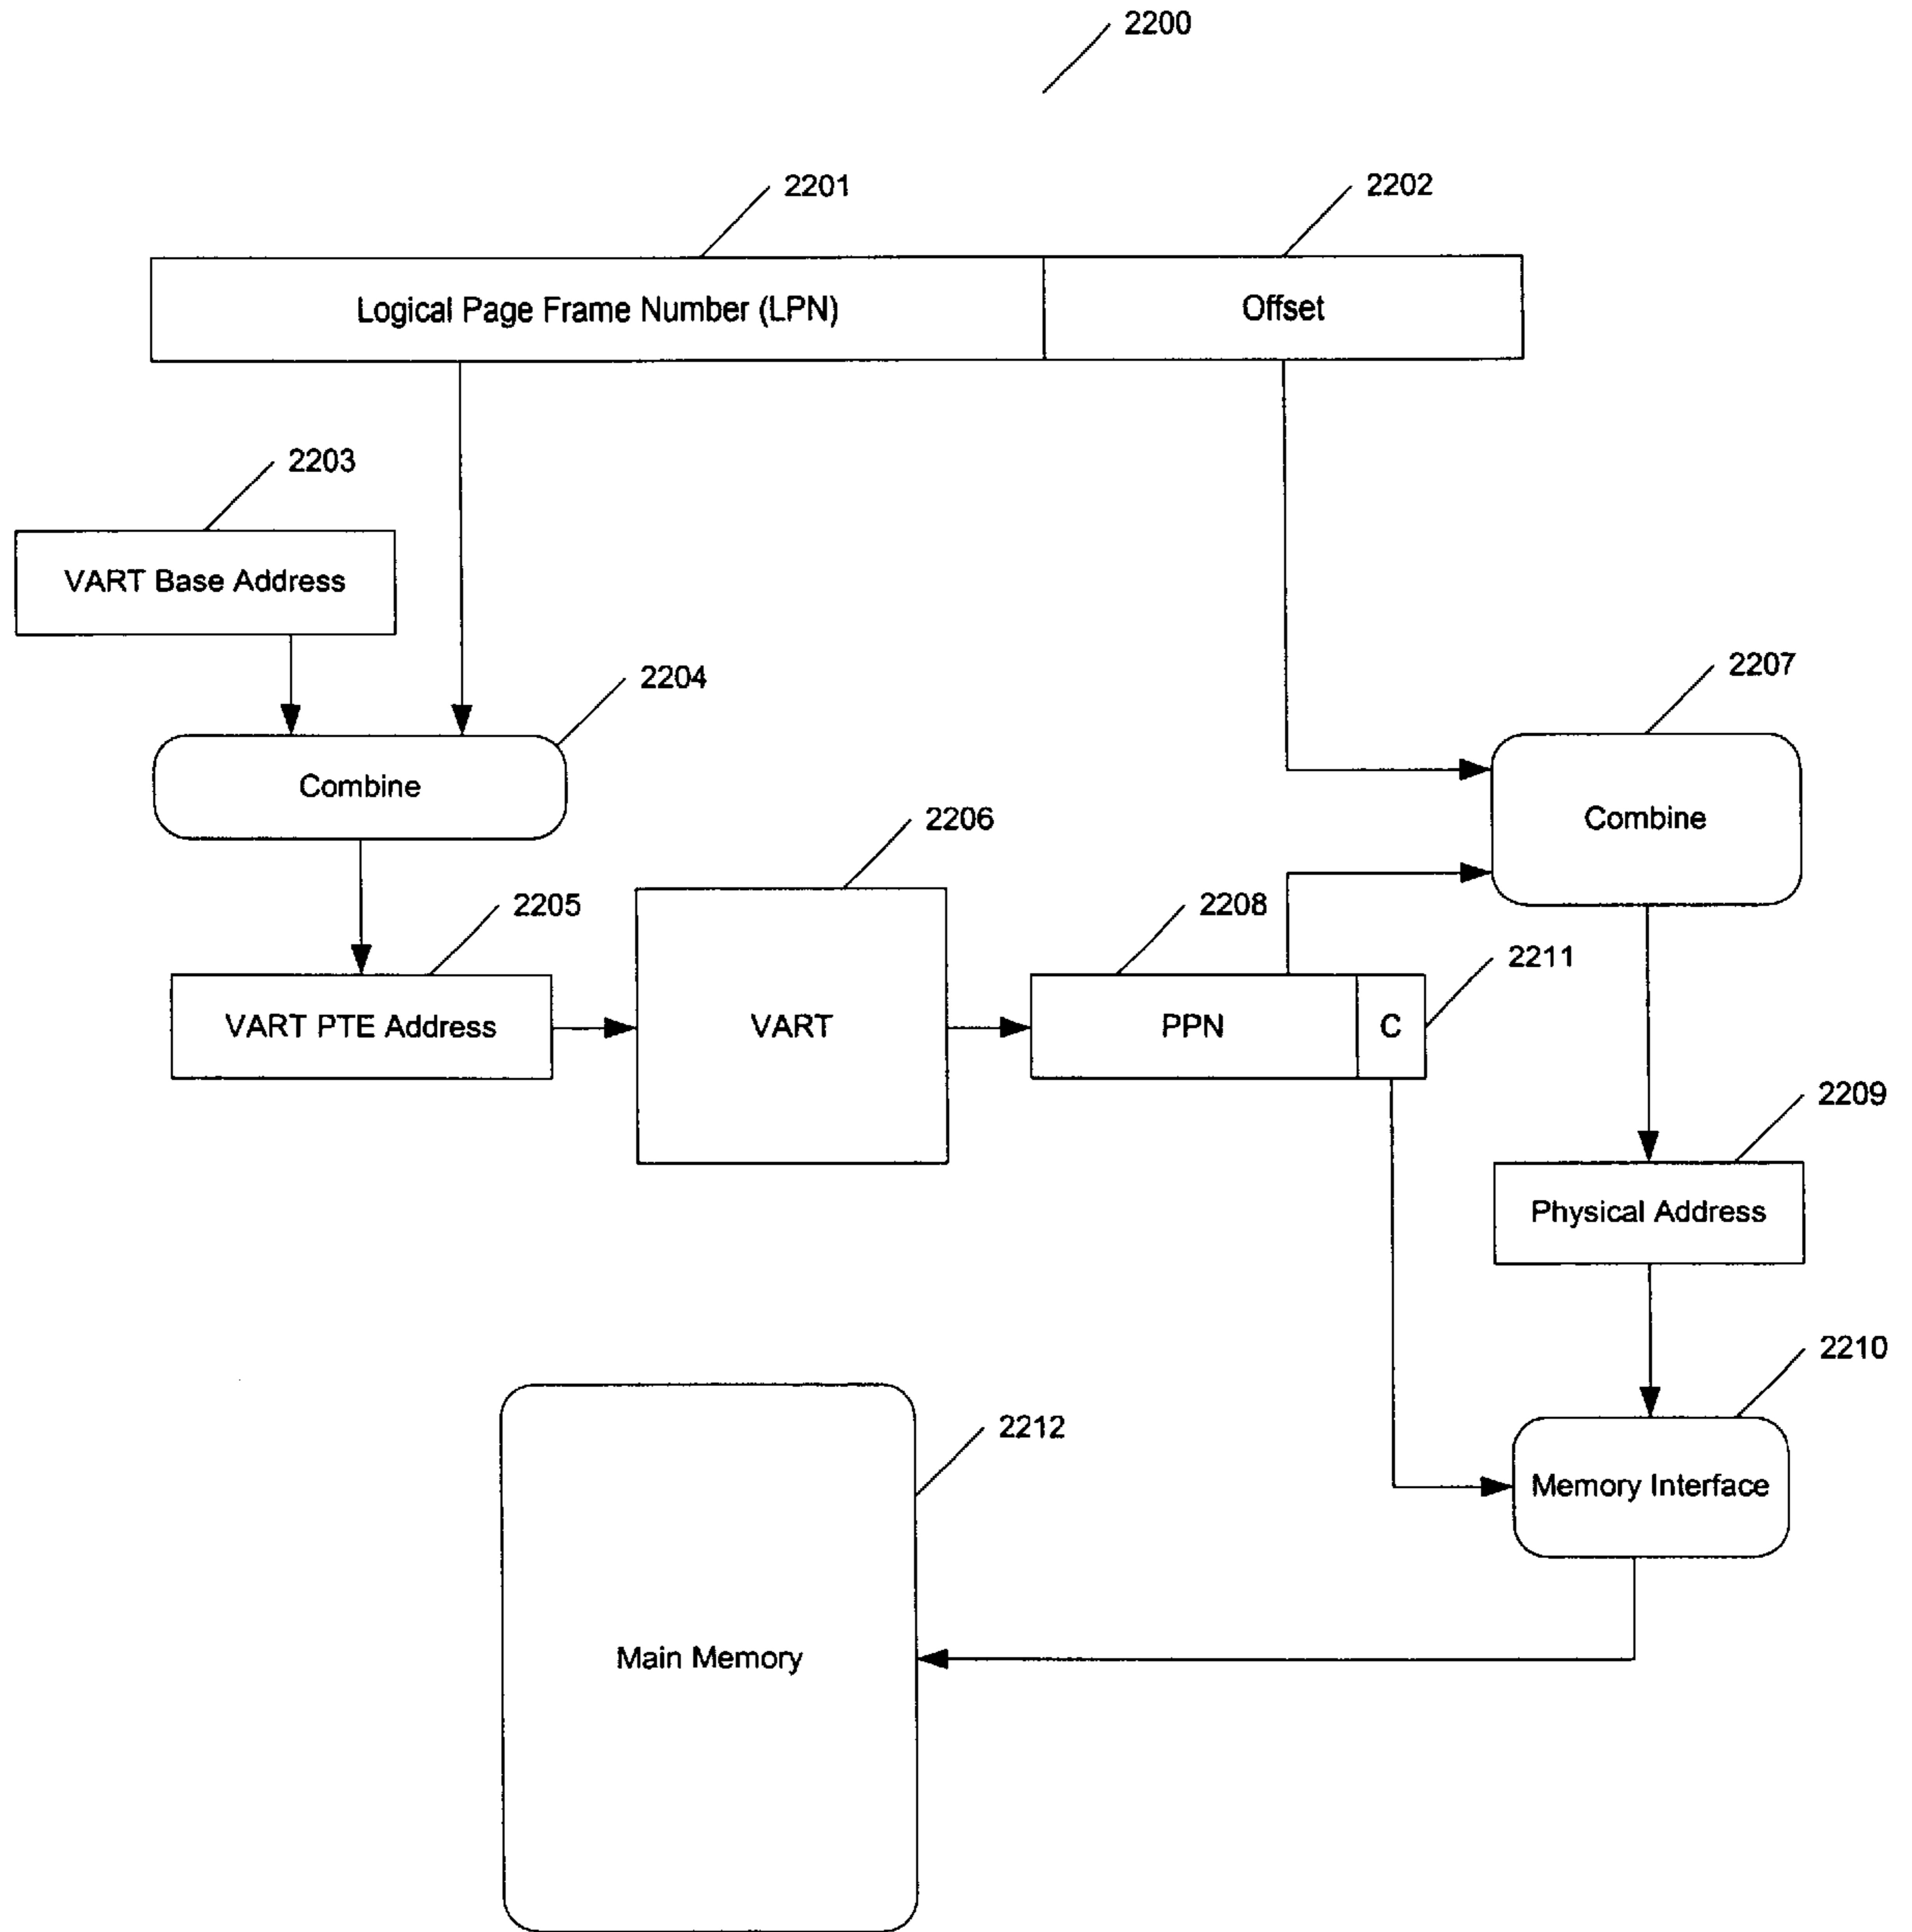 2200
2201
2202
Logical Page Frame Number (LPN)
Offset
2203
VART Base Address
2204
2207
Combine
Combine
2206
2205
2208
2211
VART PTE Address
VART
PPN
C
2209
Physical Address
2210
2212
Memory Interface
Main Memory